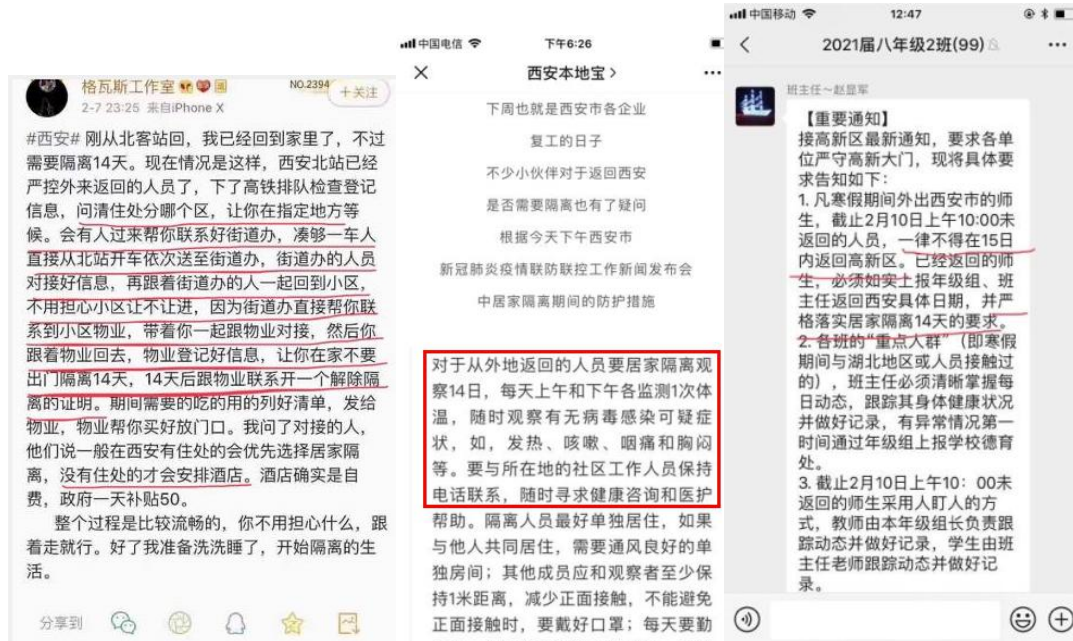 格瓦斯工作室
NO.2394
+关注
2-7 23:25 来自iPhone X
#西安# 刚从北客站回，我已经回到家里了，不过
需要隔离14天。现在情况是这样，西安北站已经
严控外来返回的人员了，下了高铁排队检查登记
信息，问清住处分哪个区，让你在指定地方等
候。会有人过来帮你联系好街道办，凑够一车人
直接从北站开车依次送至街道办，街道办的人员
对接好信息，再跟着街道办的人一起回到小区，
不用担心小区让不让进，因为街道办直接帮你联
系到小区物业，带着你一起跟物业对接，然后你
跟着物业回去，物业登记好信息，让你在家不要
出门隔离14天，14天后跟物业联系开一个解除隔
离的证明。期间需要的吃的用的列好清单，发给
物业，物业帮你买好放门口。我问了对接的人，
他们说一般在西安有住处的会优先选择居家隔
离，没有住处的才会安排酒店。酒店确实是自
费，政府一天补贴50。
整个过程是比较流畅的，你不用担心什么，跟
着走就行。好了我准备洗洗睡了，开始隔离的生
活。
分享到
中国电信
下午6:26
西安本地宝>
下周也就是西安市各企业
复工的日子
不少小伙伴对于返回西安
是否需要隔离也有了疑问
根据今天下午西安市
新冠肺炎疫情联防联控工作新闻发布会
中居家隔离期间的防护措施
对于从外地返回的人员要居家隔离观
察14日，每天上午和下午各监测1次体
温，随时观察有无病毒感染可疑症
状，如，发热、咳嗽、咽痛和胸闷
等。要与所在地的社区工作人员保持
电话联系，随时寻求健康咨询和医护
帮助。隔离人员最好单独居住，如果
与他人共同居住，需要通风良好的单
独房间；其他成员应和观察者至少保
持1米距离，减少正面接触，不能避免
正面接触时，要戴好口罩；每天要勤
中国移动
12:47
2021届八年级2班(99)
班主任～赵显军
【重要通知】
接高新区最新通知，要求各单
位严守高新大门，现将具体要
求告知如下：
1. 凡寒假期间外出西安市的师
生，截止2月10日上午10:00未
返回的人员，一律不得在15日
内返回高新区。已经返回的师
生，必须如实上报年级组、班
主任返回西安具体日期，并严
格落实居家隔离14天的要求。
2. 各班的“重点人群”（即寒假
期间与湖北地区或人员接触过
的），班主任必须清晰掌握每
日动态，跟踪其身体健康状况
并做好记录，有异常情况第一
时间通过年级组上报学校德育
处。
3. 截止2月10日上午10：00未
返回的师生采用人盯人的方
式，教师由本年级组长负责跟
踪动态并做好记录，学生由班
主任老师跟踪动态并做好记
录。